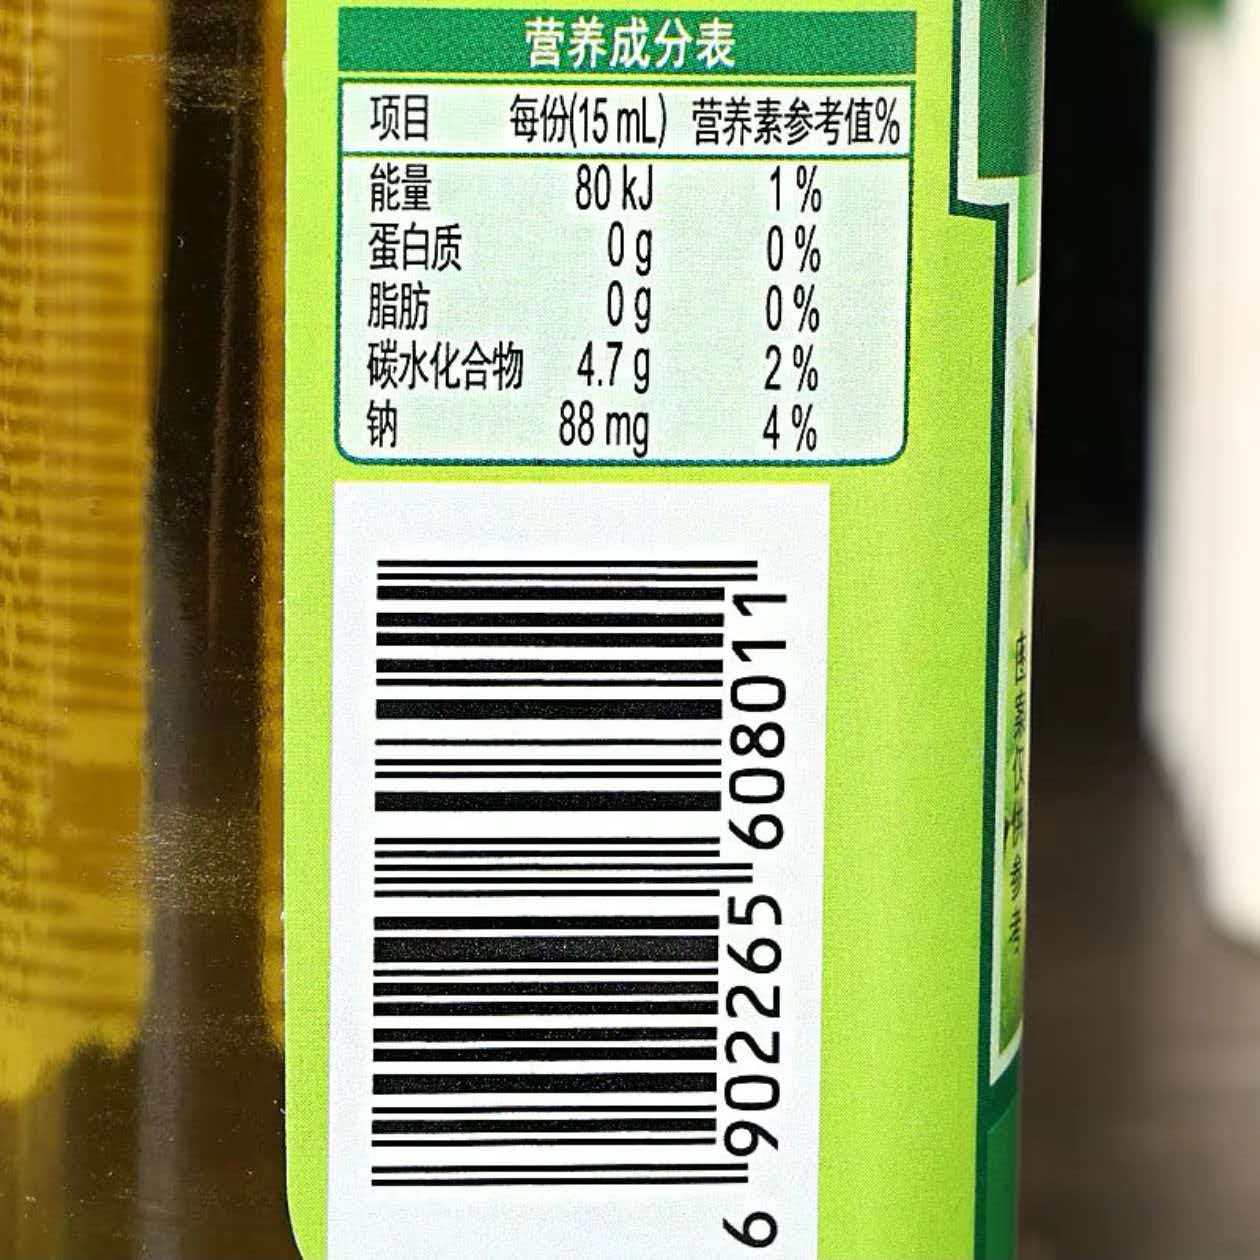 营养成分表
项目 每份(15 mL) 营养素参考值%
能量 80 kJ 1 %
蛋白质 0 g 0 %
脂肪 0 g 0 %
碳水化合物 4.7 g 2 %
钠 88 mg 4 %
6 902265 608011